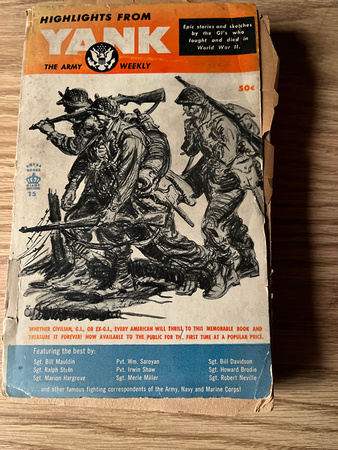 HIGHLIGHTS FROM
YANK
THE ARMY WEEKLY
Epic stories and sketches
by the GI's who
fought and died in
World War II.
50¢
ROYAL
BOOKS
15
WHETHER CIVILIAN, G.I., OR EX-G.I., EVERY AMERICAN WILL THRILL TO THIS MEMORABLE BOOK AND
TREASURE IT FOREVER! NOW AVAILABLE TO THE PUBLIC FOR TH. FIRST TIME AT A POPULAR PRICE.
Featuring the best by:
Sgt. Bill Mauldin
Sgt. Ralph Stein
Sgt. Marion Hargrove
Pvt. Wm. Saroyan
Pvt. Irwin Shaw
Sgt. Merle Miller
Sgt. Bill Davidson
Sgt. Howard Brodie
Sgt. Robert Neville
and other famous fighting correspondents of the Army, Navy and Marine Corps!